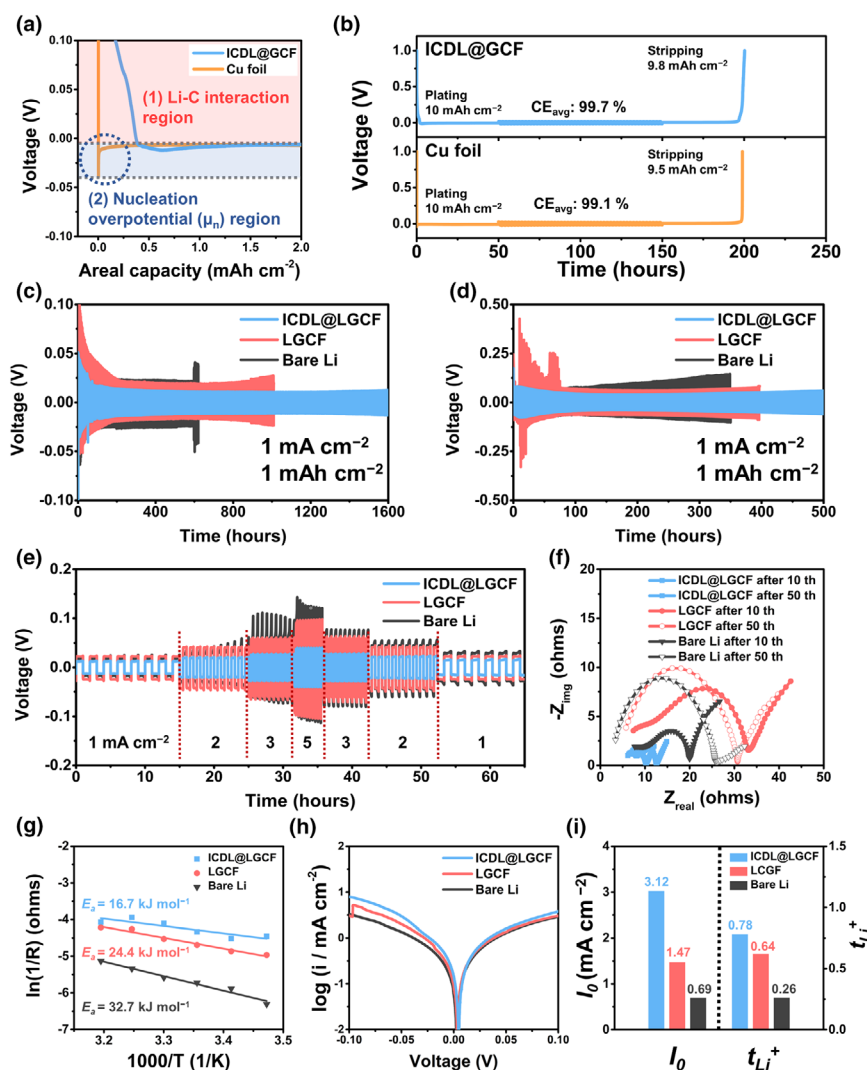 (a)
0.10
0.05
0.00
-0.05
-0.10
Voltage (V)
ICDL@GCF
Cu foil
(1) Li-C interaction
region
(2) Nucleation
overpotential (μn) region
0.0 0.5 1.0 1.5 2.0
Areal capacity (mAh cm⁻²)
(b)
Voltage (V)
1.0
0.5
0.0
ICDL@GCF
Stripping
9.8 mAh cm⁻²
Plating
10 mAh cm⁻²
CEavg: 99.7 %
1.0
0.5
0.0
Cu foil
Stripping
9.5 mAh cm⁻²
Plating
10 mAh cm⁻²
CEavg: 99.1 %
0 50 100 150 200 250
Time (hours)
(c)
0.10
0.05
0.00
-0.05
-0.10
Voltage (V)
ICDL@LGCF
LGCF
Bare Li
1 mA cm⁻²
1 mAh cm⁻²
0 400 800 1200 1600
Time (hours)
(d)
0.50
0.25
0.00
-0.25
-0.50
Voltage (V)
ICDL@LGCF
LGCF
Bare Li
1 mA cm⁻²
1 mAh cm⁻²
0 100 200 300 400 500
Time (hours)
(e)
0.2
0.1
0.0
-0.1
-0.2
Voltage (V)
ICDL@LGCF
LGCF
Bare Li
1 mA cm⁻² 2 3 5 3 2 1
0 10 20 30 40 50 60
Time (hours)
(f)
25
20
15
10
5
0
-Zimg (ohms)
ICDL@LGCF after 10 th
ICDL@LGCF after 50 th
LGCF after 10 th
LGCF after 50 th
Bare Li after 10 th
Bare Li after 50 th
0 10 20 30 40 50
Zreal (ohms)
(g)
-1
-2
-3
-4
-5
-6
-7
ln(1/R) (ohms)
ICDL@LGCF
LGCF
Bare Li
Ea = 16.7 kJ mol⁻¹
Ea = 24.4 kJ mol⁻¹
Ea = 32.7 kJ mol⁻¹
3.2 3.3 3.4 3.5
1000/T (1/K)
(h)
2
1
0
-1
-2
log (i / mA cm⁻²)
ICDL@LGCF
LGCF
Bare Li
-0.10 -0.05 0.00 0.05 0.10
Voltage (V)
(i)
4
3
2
1
0
I0 (mA cm⁻²)
ICDL@LGCF
LCGF
Bare Li
3.12
1.47
0.69
0.78
0.64
0.26
1.5
1.0
0.5
0.0
tLi⁺
I0 tLi⁺